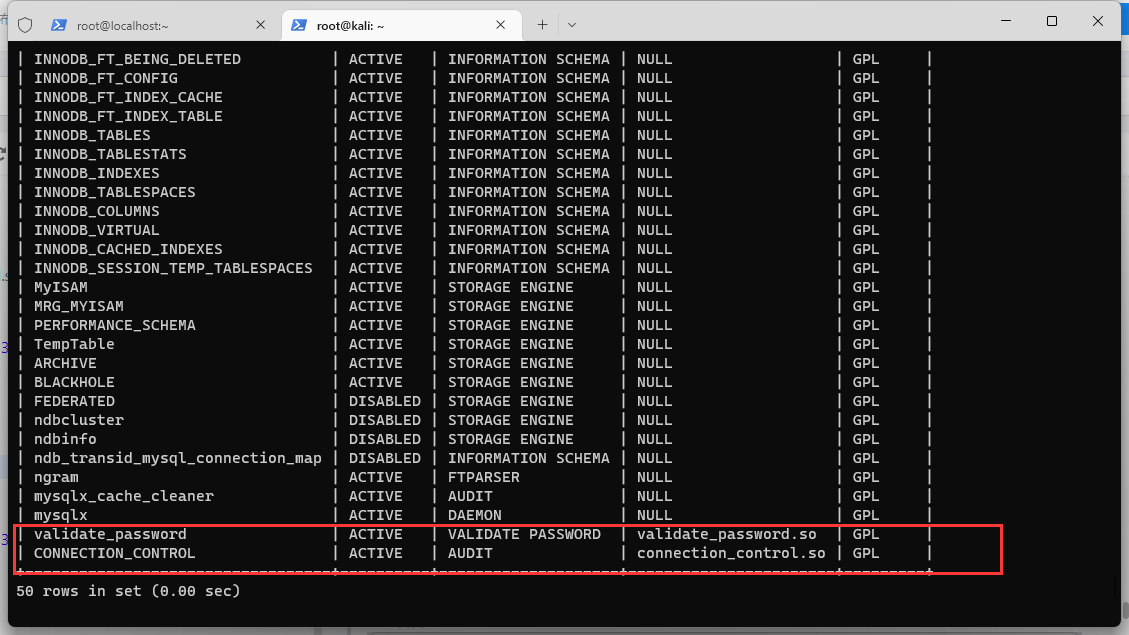 root@localhost:~
root@kali: ~
| INNODB_FT_BEING_DELETED | ACTIVE | INFORMATION SCHEMA | NULL | GPL |
| INNODB_FT_CONFIG | ACTIVE | INFORMATION SCHEMA | NULL | GPL |
| INNODB_FT_INDEX_CACHE | ACTIVE | INFORMATION SCHEMA | NULL | GPL |
| INNODB_FT_INDEX_TABLE | ACTIVE | INFORMATION SCHEMA | NULL | GPL |
| INNODB_TABLES | ACTIVE | INFORMATION SCHEMA | NULL | GPL |
| INNODB_TABLESTATS | ACTIVE | INFORMATION SCHEMA | NULL | GPL |
| INNODB_INDEXES | ACTIVE | INFORMATION SCHEMA | NULL | GPL |
| INNODB_TABLESPACES | ACTIVE | INFORMATION SCHEMA | NULL | GPL |
| INNODB_COLUMNS | ACTIVE | INFORMATION SCHEMA | NULL | GPL |
| INNODB_VIRTUAL | ACTIVE | INFORMATION SCHEMA | NULL | GPL |
| INNODB_CACHED_INDEXES | ACTIVE | INFORMATION SCHEMA | NULL | GPL |
| INNODB_SESSION_TEMP_TABLESPACES | ACTIVE | INFORMATION SCHEMA | NULL | GPL |
| MyISAM | ACTIVE | STORAGE ENGINE | NULL | GPL |
| MRG_MYISAM | ACTIVE | STORAGE ENGINE | NULL | GPL |
| PERFORMANCE_SCHEMA | ACTIVE | STORAGE ENGINE | NULL | GPL |
| TempTable | ACTIVE | STORAGE ENGINE | NULL | GPL |
| ARCHIVE | ACTIVE | STORAGE ENGINE | NULL | GPL |
| BLACKHOLE | ACTIVE | STORAGE ENGINE | NULL | GPL |
| FEDERATED | DISABLED | STORAGE ENGINE | NULL | GPL |
| ndbcluster | DISABLED | STORAGE ENGINE | NULL | GPL |
| ndbinfo | DISABLED | STORAGE ENGINE | NULL | GPL |
| ndb_transid_mysql_connection_map | DISABLED | INFORMATION SCHEMA | NULL | GPL |
| ngram | ACTIVE | FTPARSER | NULL | GPL |
| mysqlx_cache_cleaner | ACTIVE | AUDIT | NULL | GPL |
| mysqlx | ACTIVE | DAEMON | NULL | GPL |
| validate_password | ACTIVE | VALIDATE PASSWORD | validate_password.so | GPL |
| CONNECTION_CONTROL | ACTIVE | AUDIT | connection_control.so | GPL |
50 rows in set (0.00 sec)